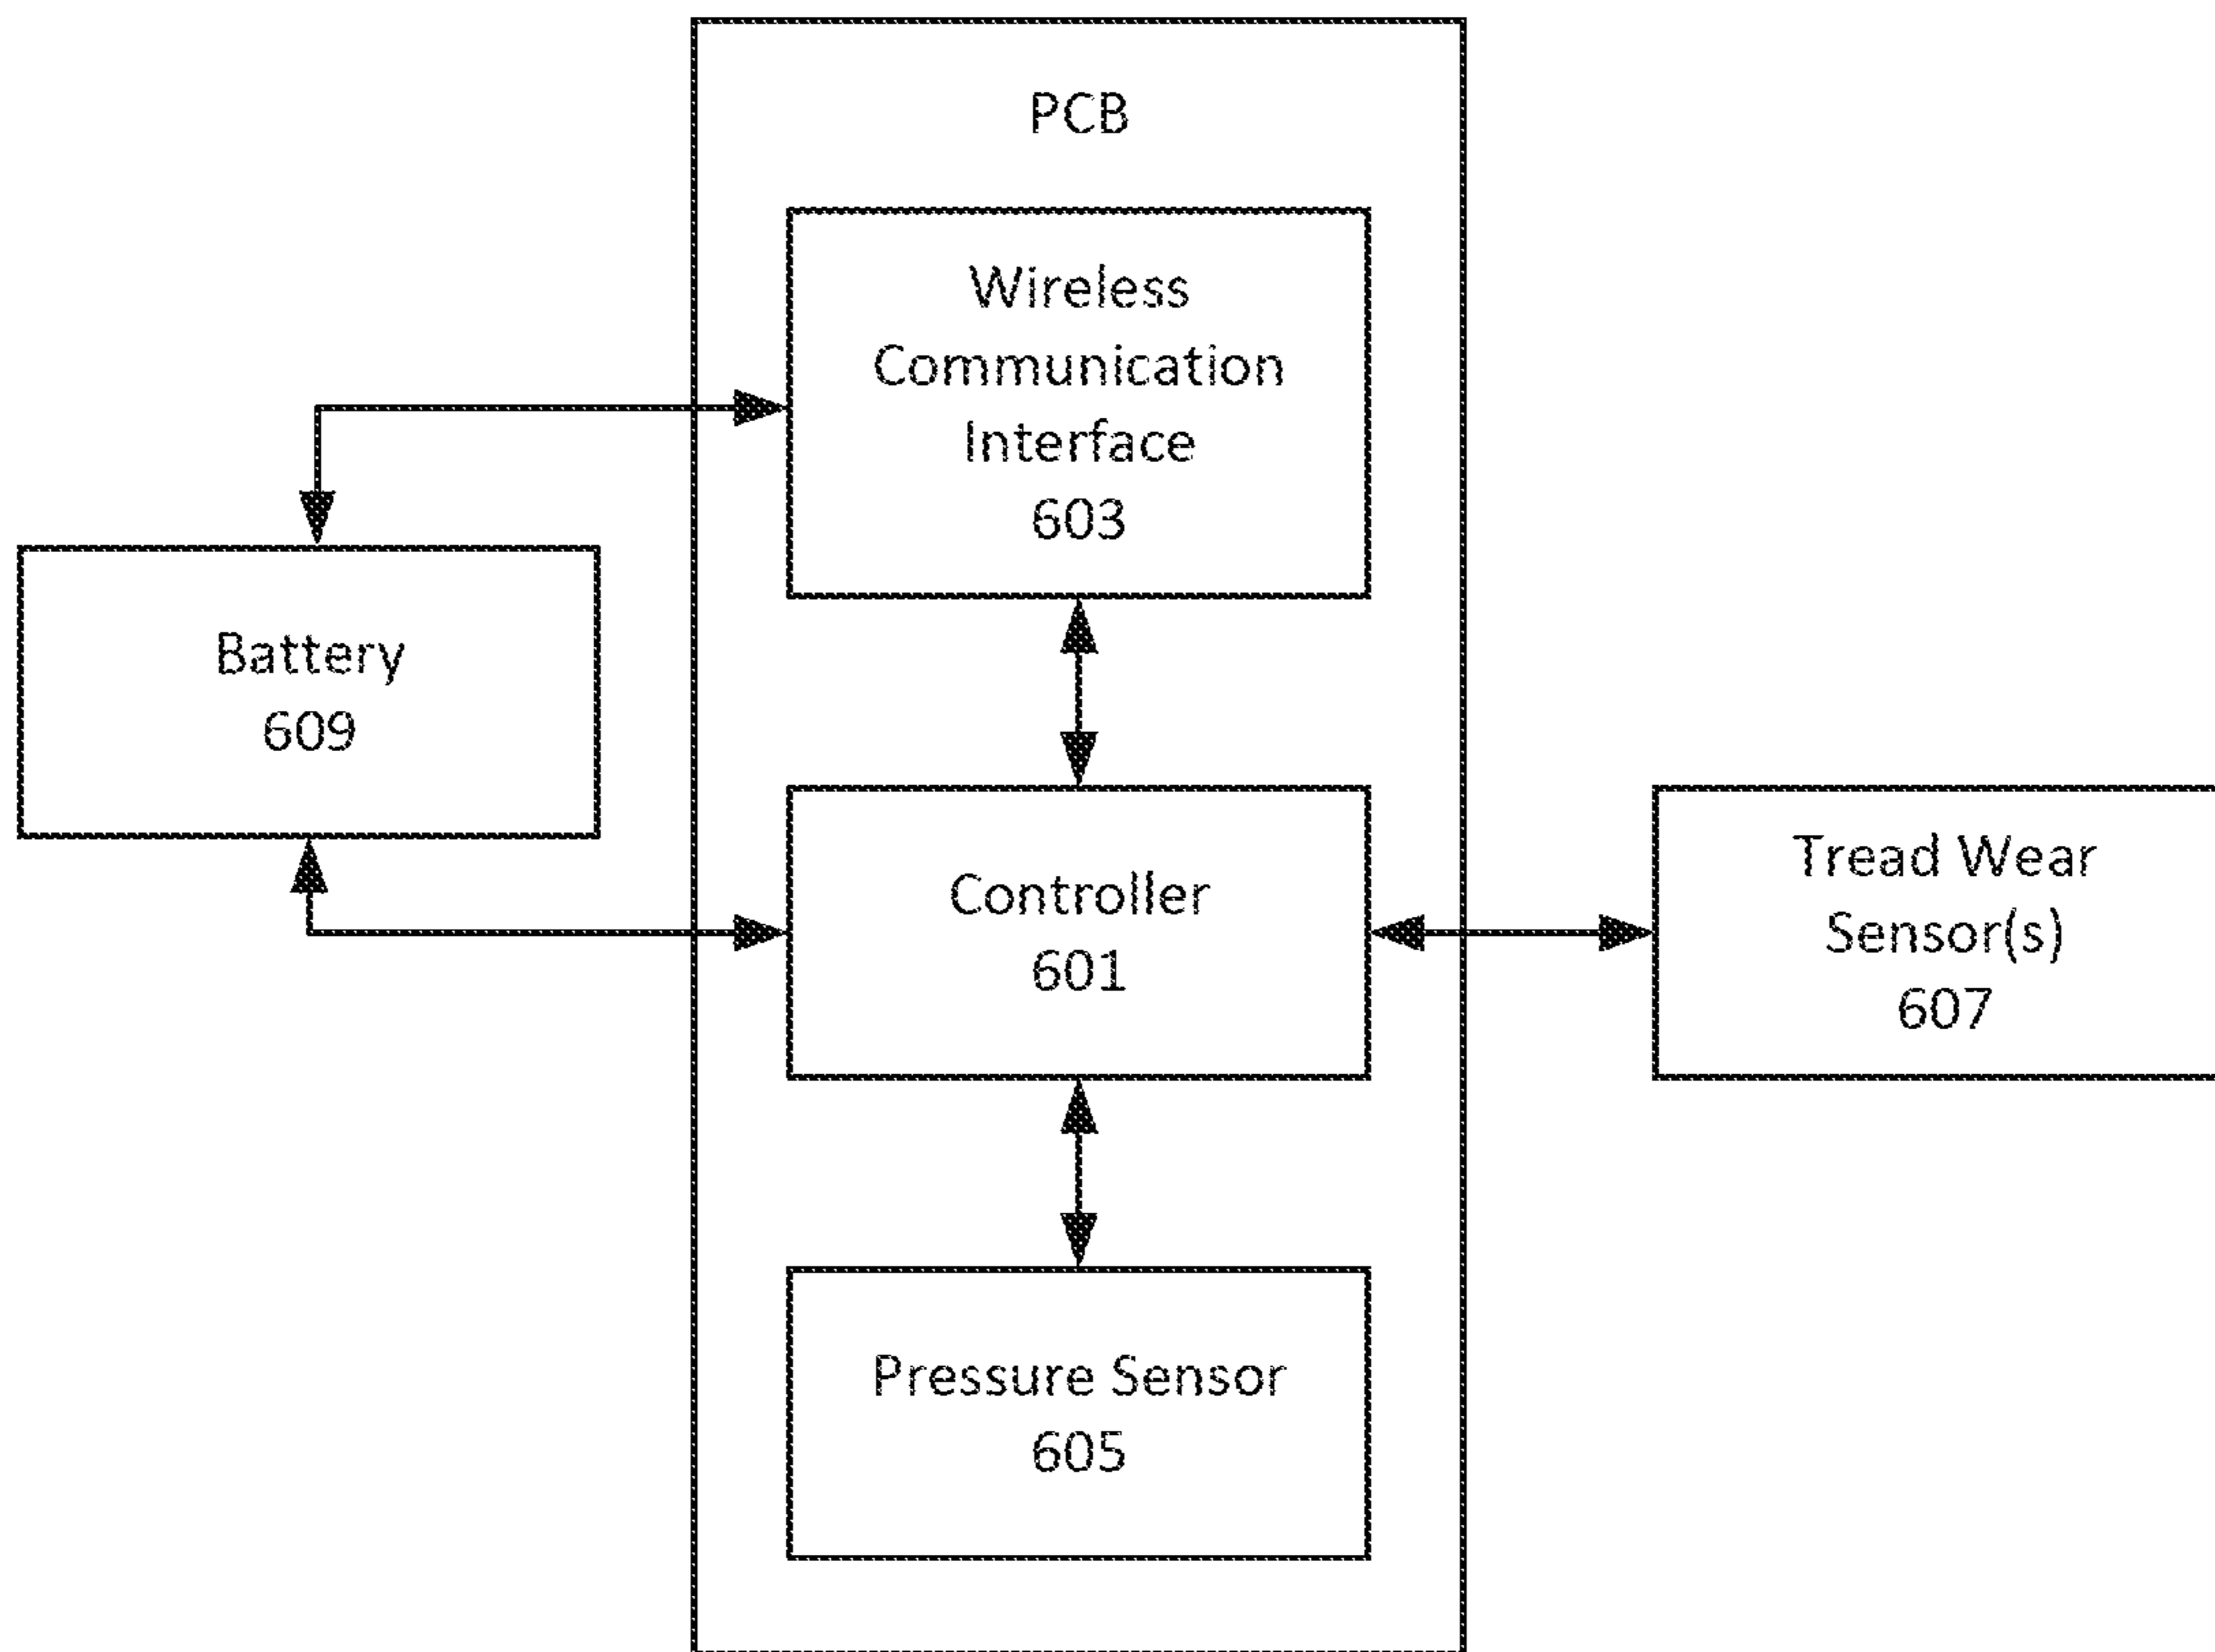 PCB
Wireless
Communication
Interface
603
Battery
609
Controller
601
Tread Wear
Sensor(s)
607
Pressure Sensor
605